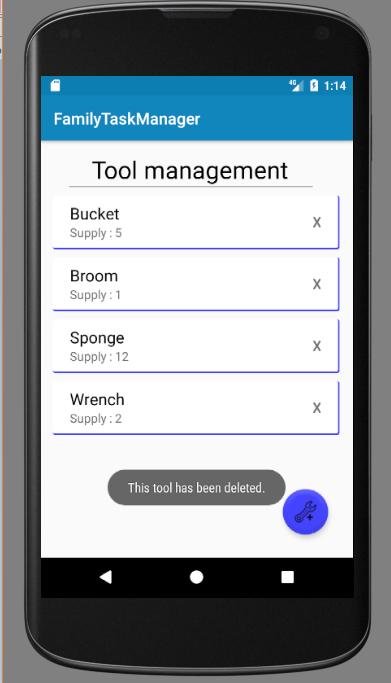 4G 1:14
FamilyTaskManager
Tool management
Bucket
Supply : 5
X
Broom
Supply : 1
X
Sponge
Supply : 12
X
Wrench
Supply : 2
X
This tool has been deleted.